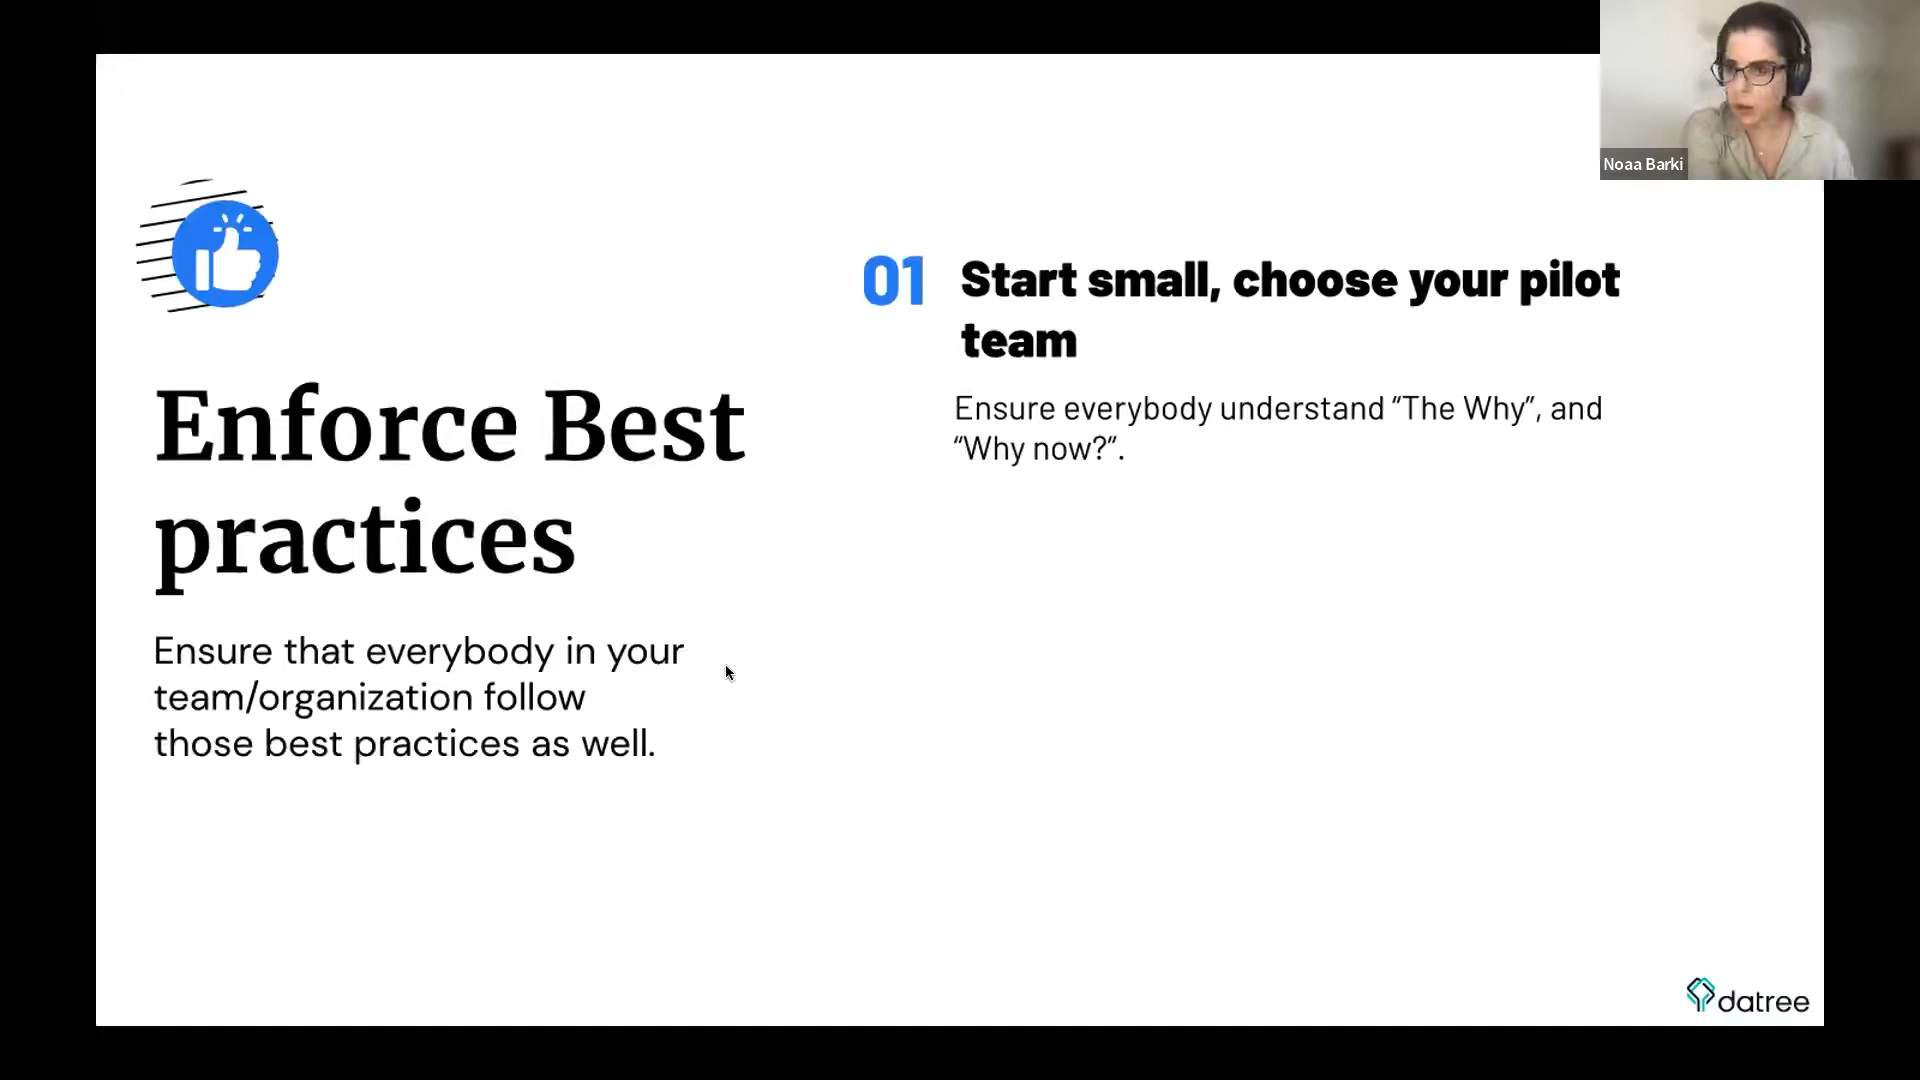 Noaa Barki
Enforce Best
practices
Ensure that everybody in your
team/organization follow
those best practices as well.
01 Start small, choose your pilot
team
Ensure everybody understand “The Why”, and
“Why now?”.
datree